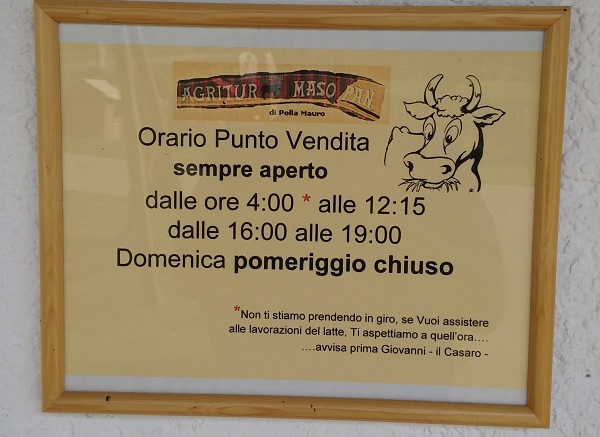 AGRITUR MASO PAN
di Polla Mauro
Orario Punto Vendita
sempre aperto
dalle ore 4:00 * alle 12:15
dalle 16:00 alle 19:00
Domenica pomeriggio chiuso
*Non ti stiamo prendendo in giro, se Vuoi assistere
alle lavorazioni del latte, Ti aspettiamo a quell'ora....
....avvisa prima Giovanni - il Casaro -